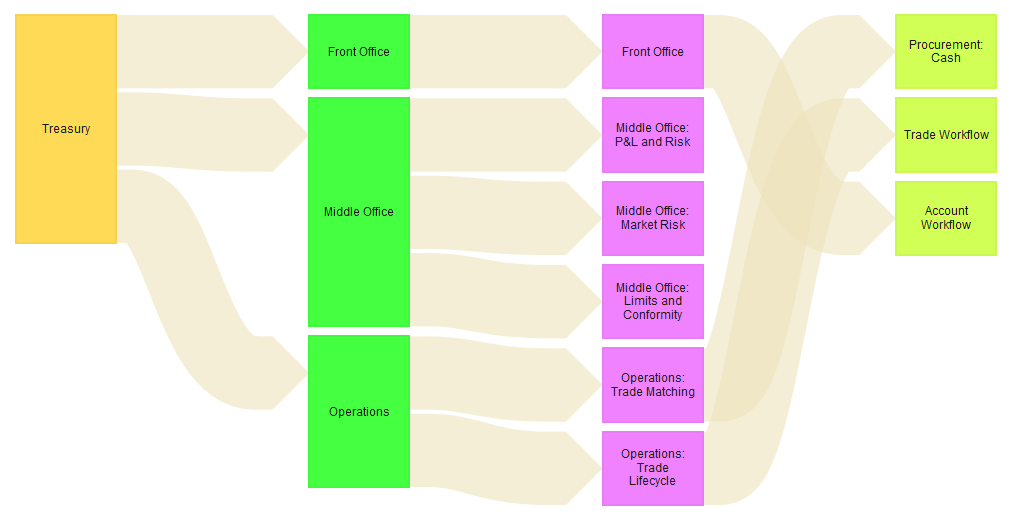 Treasury
Front Office
Middle Office
Operations
Front Office
Middle Office:
P&L and Risk
Middle Office:
Market Risk
Middle Office:
Limits and
Conformity
Operations:
Trade Matching
Operations:
Trade
Lifecycle
Procurement:
Cash
Trade Workflow
Account
Workflow